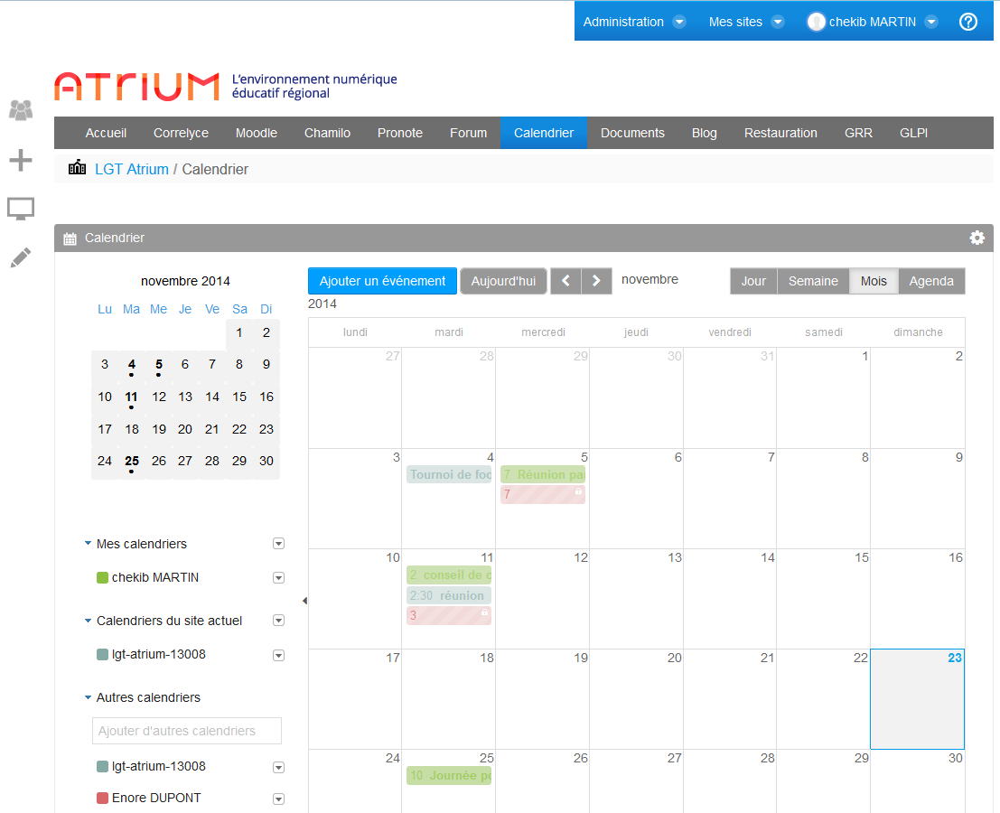 Administration Mes sites chekib MARTIN ?
ATRIUM L'environnement numérique
éducatif régional
Accueil Correlyce Moodle Chamilo Pronote Forum Calendrier Documents Blog Restauration GRR GLPI
LGT Atrium / Calendrier
Calendrier
novembre 2014
Lu Ma Me Je Ve Sa Di
1 2
3 4 5 6 7 8 9
10 11 12 13 14 15 16
17 18 19 20 21 22 23
24 25 26 27 28 29 30
Mes calendriers
chekib MARTIN
Calendriers du site actuel
lgt-atrium-13008
Autres calendriers
Ajouter d'autres calendriers
lgt-atrium-13008
Enore DUPONT
Ajouter un événement Aujourd'hui novembre
2014
Jour Semaine Mois Agenda
lundi mardi mercredi jeudi vendredi samedi dimanche
27 28 29 30 31 1 2
3 4 5 6 7 8 9
Tournoi de foo 7 Réunion pa
7
10 11 12 13 14 15 16
2 conseil de c
2:30 réunion
3
17 18 19 20 21 22 23
24 25 26 27 28 29 30
10 Journée po